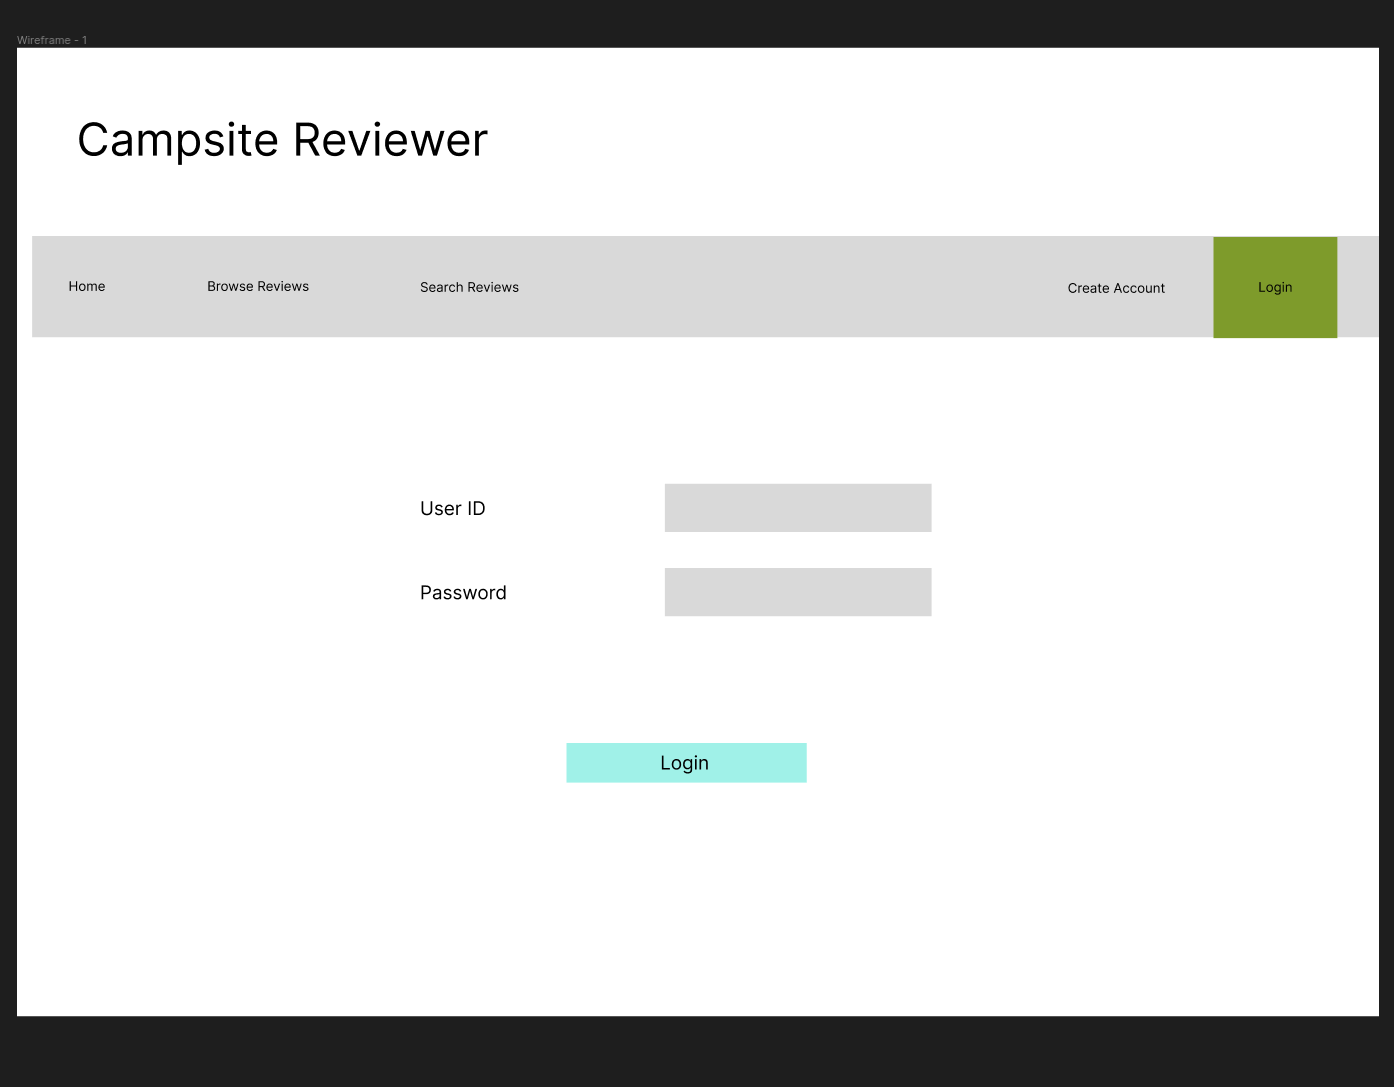 Wireframe - 1
Campsite Reviewer
Home
Browse Reviews
Search Reviews
Create Account
Login
User ID
Password
Login